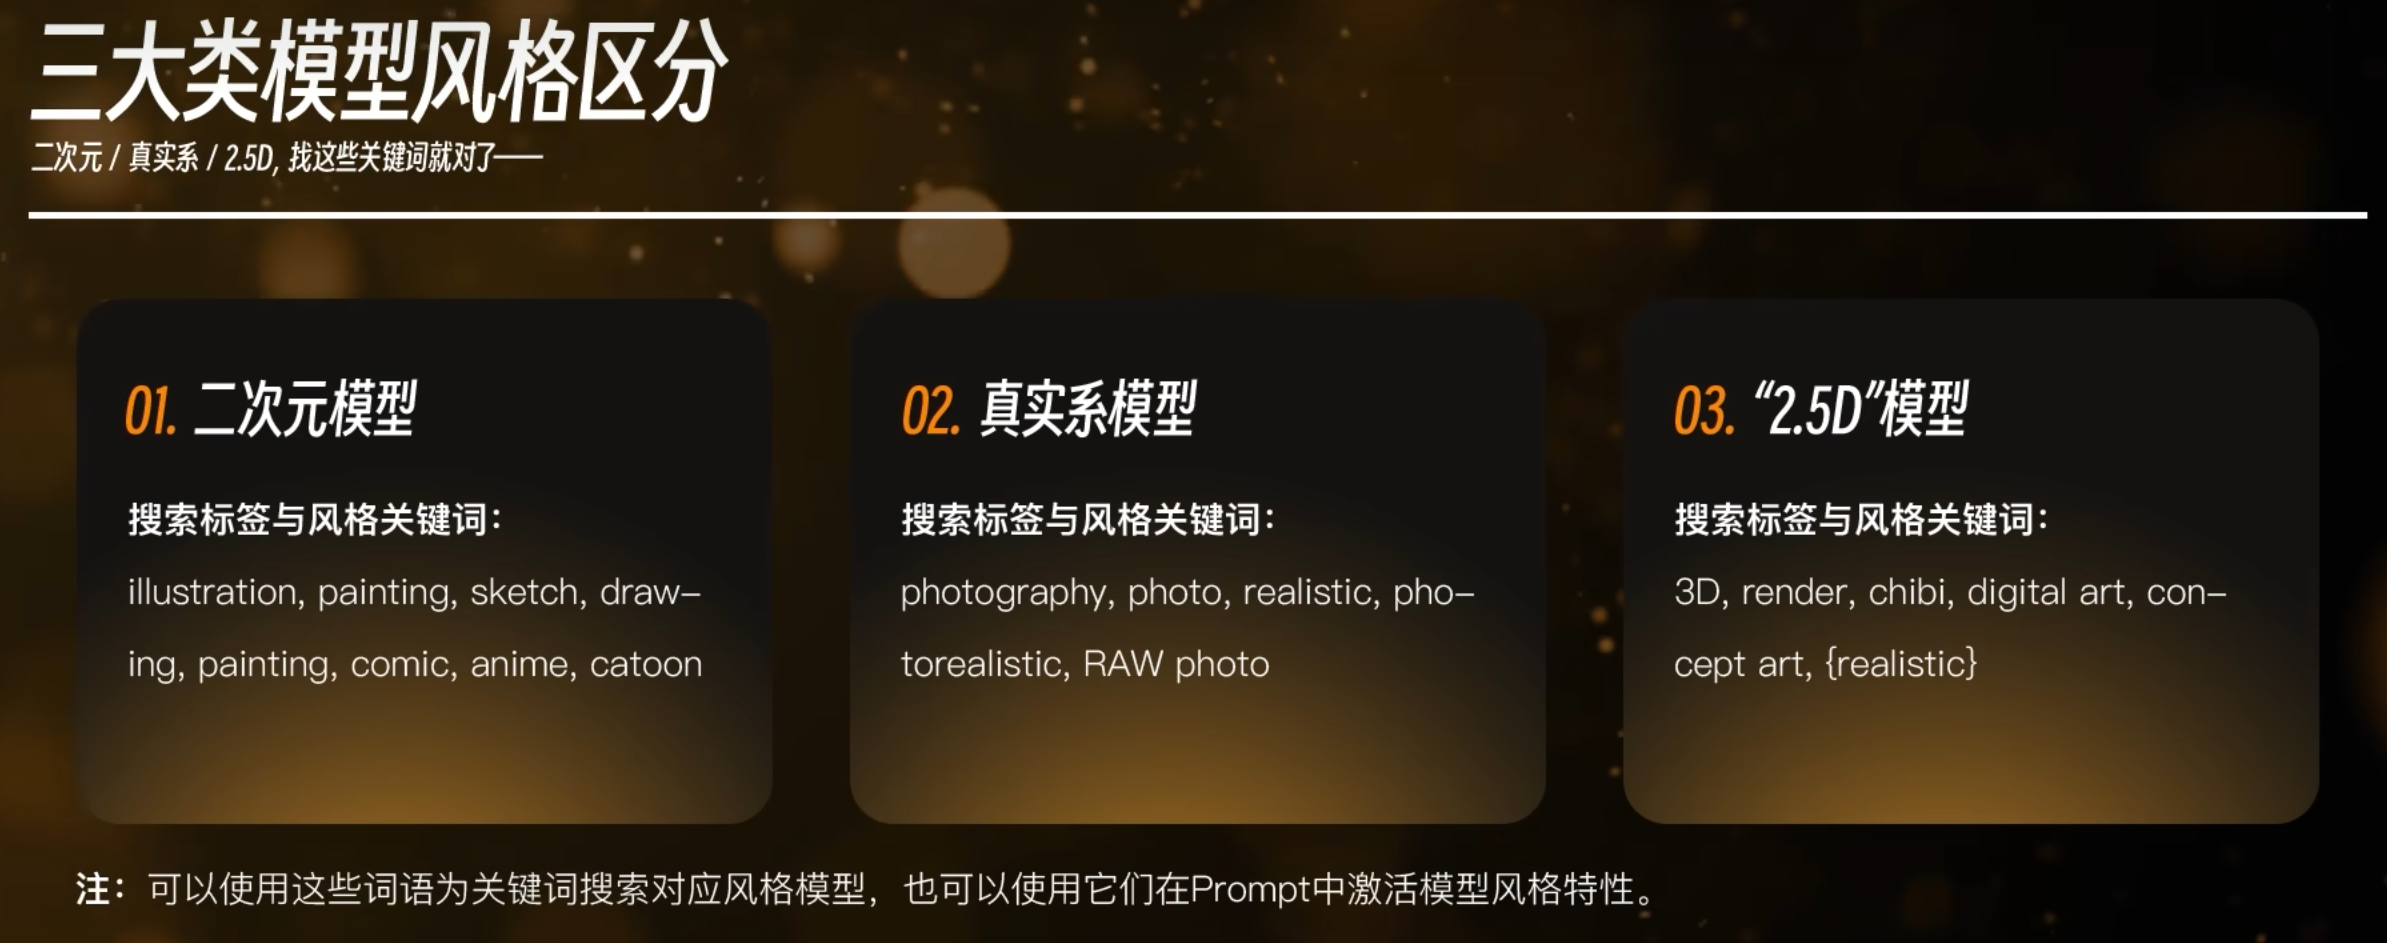 三大类模型风格区分
二次元 / 真实系 / 2.5D, 找这些关键词就对了——
01. 二次元模型
搜索标签与风格关键词：
illustration, painting, sketch, draw-
ing, painting, comic, anime, catoon
02. 真实系模型
搜索标签与风格关键词：
photography, photo, realistic, pho-
torealistic, RAW photo
03. “2.5D”模型
搜索标签与风格关键词：
3D, render, chibi, digital art, con-
cept art, {realistic}
注：可以使用这些词语为关键词搜索对应风格模型，也可以使用它们在Prompt中激活模型风格特性。